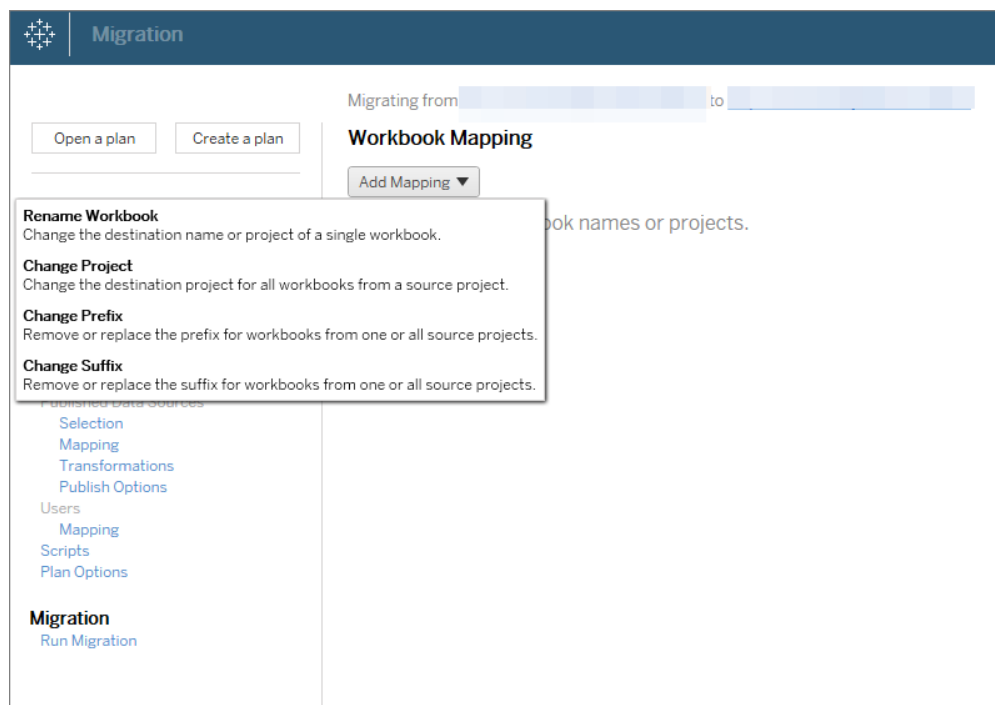 Migration
Migrating from to
Open a plan
Create a plan
Workbook Mapping
Add Mapping ▼
names or projects.
Rename Workbook
Change the destination name or project of a single workbook.
Change Project
Change the destination project for all workbooks from a source project.
Change Prefix
Remove or replace the prefix for workbooks from one or all source projects.
Change Suffix
Remove or replace the suffix for workbooks from one or all source projects.
Published Data Sources
Selection
Mapping
Transformations
Publish Options
Users
Mapping
Scripts
Plan Options
Migration
Run Migration